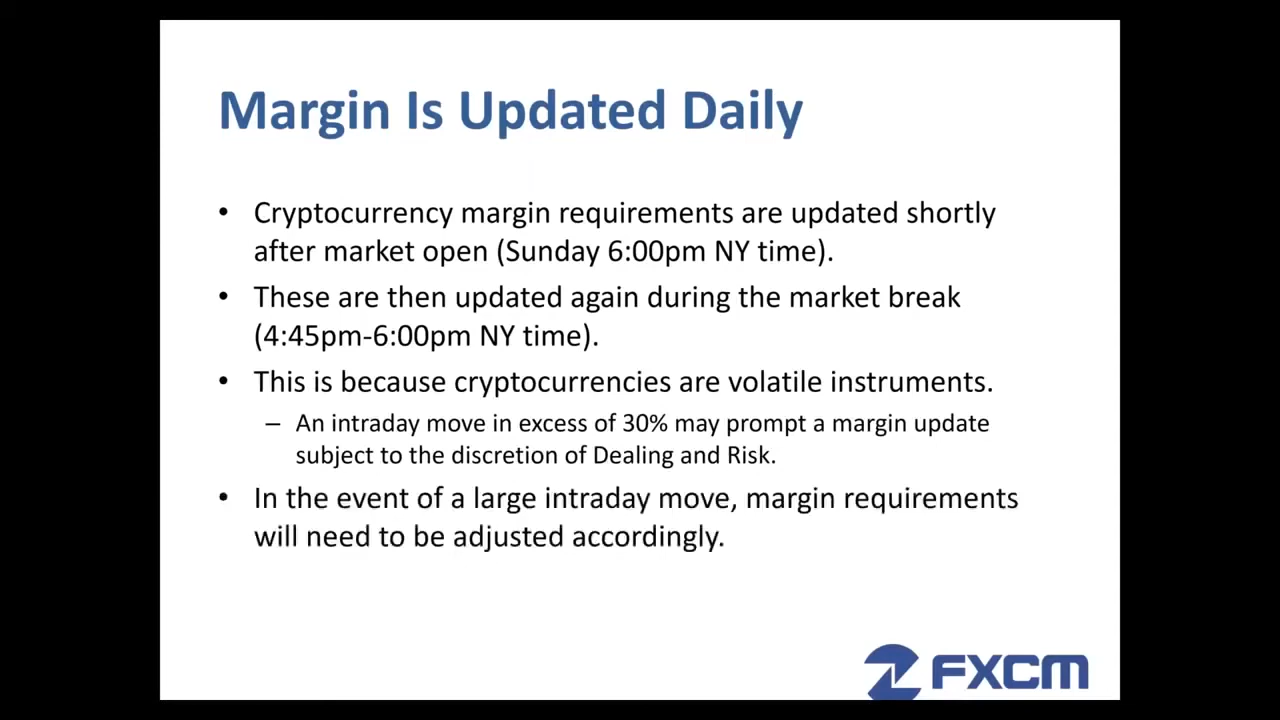 Margin Is Updated Daily
• Cryptocurrency margin requirements are updated shortly
after market open (Sunday 6:00pm NY time).
• These are then updated again during the market break
(4:45pm-6:00pm NY time).
• This is because cryptocurrencies are volatile instruments.
– An intraday move in excess of 30% may prompt a margin update
subject to the discretion of Dealing and Risk.
• In the event of a large intraday move, margin requirements
will need to be adjusted accordingly.
FXCM